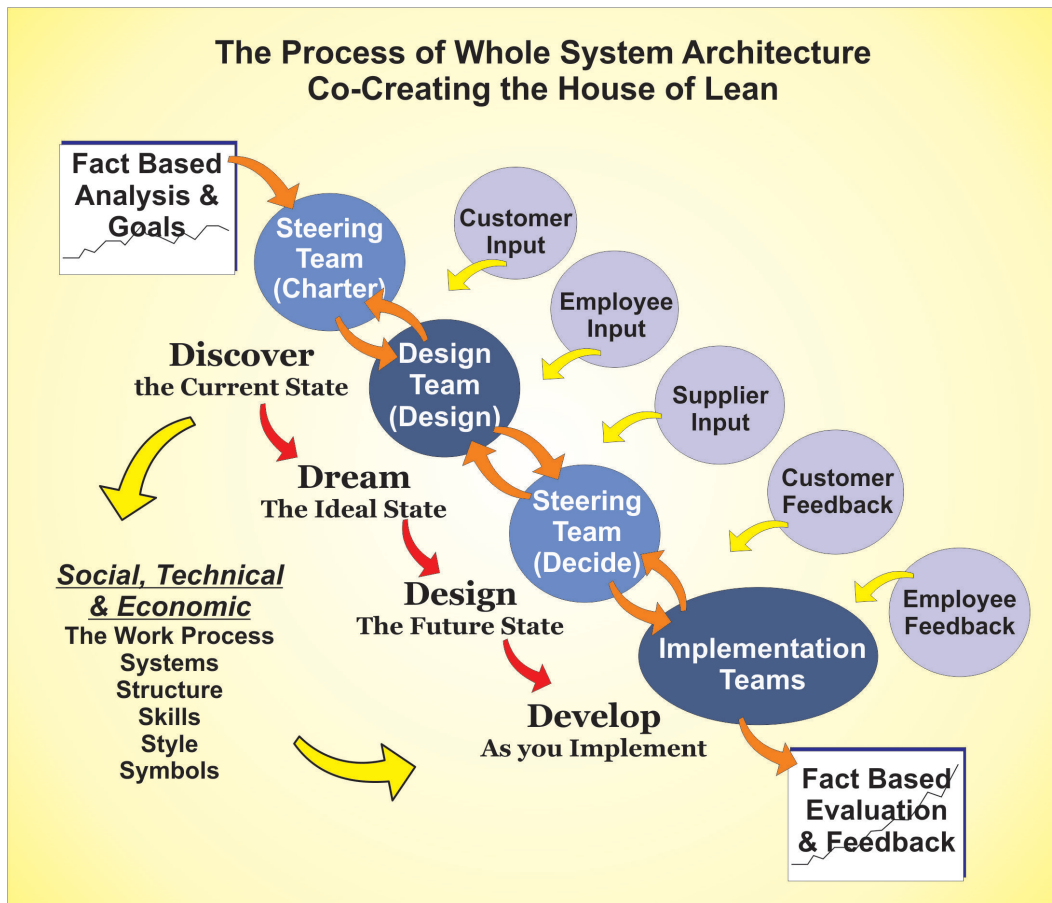 The Process of Whole System Architecture
Co-Creating the House of Lean
Fact Based
Analysis &
Goals
Steering
Team
(Charter)
Customer
Input
Employee
Input
Design
Team
(Design)
Supplier
Input
Steering
Team
(Decide)
Customer
Feedback
Employee
Feedback
Implementation
Teams
Discover
the Current State
Dream
The Ideal State
Design
The Future State
Develop
As you Implement
Social, Technical
& Economic
The Work Process
Systems
Structure
Skills
Style
Symbols
Fact Based
Evaluation
& Feedback